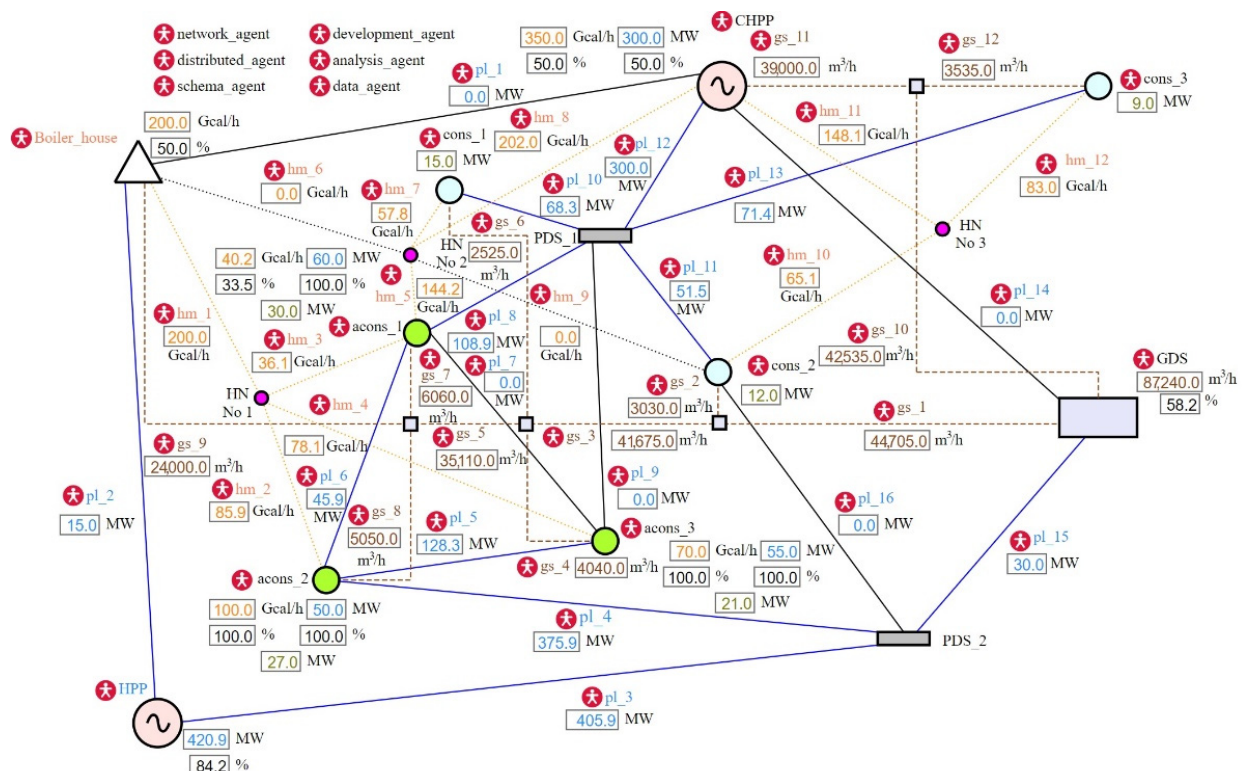 network_agent
development_agent
distributed_agent
analysis_agent
schema_agent
data_agent
350.0 Gcal/h 300.0 MW
50.0 % 50.0 %
CHPP
gs_11
39000.0 m³/h
gs_12
3535.0 m³/h
cons_3
9.0 MW
pl_1
0.0 MW
200.0 Gcal/h
50.0 %
Boiler_house
hm_8
202.0 Gcal/h
cons_1
15.0 MW
hm_6
0.0 Gcal/h
hm_7
57.8 Gcal/h
pl_12
300.0 MW
pl_10
68.3 MW
hm_11
148.1 Gcal/h
hm_12
83.0 Gcal/h
pl_13
71.4 MW
gs_6
2525.0 m³/h
PDS_1
HN No 2
HN No 3
40.2 Gcal/h 60.0 MW
33.5 % 100.0 %
30.0 MW
hm_5
144.2 Gcal/h
hm_9
0.0 Gcal/h
pl_11
51.5 MW
hm_10
65.1 Gcal/h
pl_14
0.0 MW
hm_1
200.0 Gcal/h
hm_3
36.1 Gcal/h
acons_1
pl_8
108.9 MW
pl_7
0.0 MW
gs_10
42535.0 m³/h
GDS
87,240.0 m³/h
58.2 %
HN No 1
hm_4
78.1 Gcal/h
gs_7
6060.0 m³/h
gs_2
3030.0 m³/h
cons_2
12.0 MW
gs_1
44,705.0 m³/h
gs_9
24,000.0 m³/h
gs_5
35,110.0 m³/h
gs_3
41,675.0 m³/h
pl_2
15.0 MW
hm_2
85.9 Gcal/h
pl_6
45.9 MW
gs_8
5050.0 m³/h
pl_5
128.3 MW
pl_9
0.0 MW
pl_16
0.0 MW
pl_15
30.0 MW
acons_3
70.0 Gcal/h 55.0 MW
100.0 % 100.0 %
21.0 MW
gs_4 4040.0 m³/h
acons_2
100.0 Gcal/h 50.0 MW
100.0 % 100.0 %
27.0 MW
pl_4
375.9 MW
PDS_2
HPP
420.9 MW
84.2 %
pl_3
405.9 MW